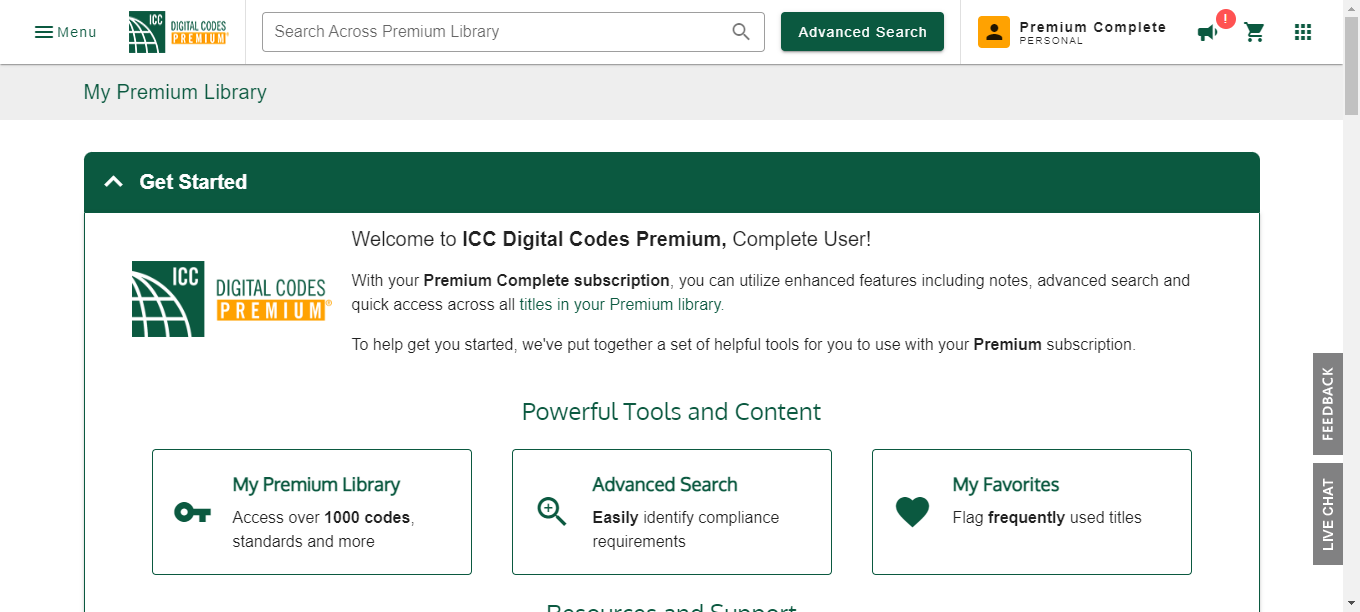 Menu
ICC
DIGITAL CODES
PREMIUM®
Search Across Premium Library
Advanced Search
Premium Complete
PERSONAL
!
My Premium Library
Get Started
Welcome to ICC Digital Codes Premium, Complete User!
ICC
DIGITAL CODES
PREMIUM®
With your Premium Complete subscription, you can utilize enhanced features including notes, advanced search and
quick access across all titles in your Premium library.
To help get you started, we've put together a set of helpful tools for you to use with your Premium subscription.
FEEDBACK
LIVE CHAT
Powerful Tools and Content
My Premium Library
Access over 1000 codes,
standards and more
Advanced Search
Easily identify compliance
requirements
My Favorites
Flag frequently used titles
Resources and Support